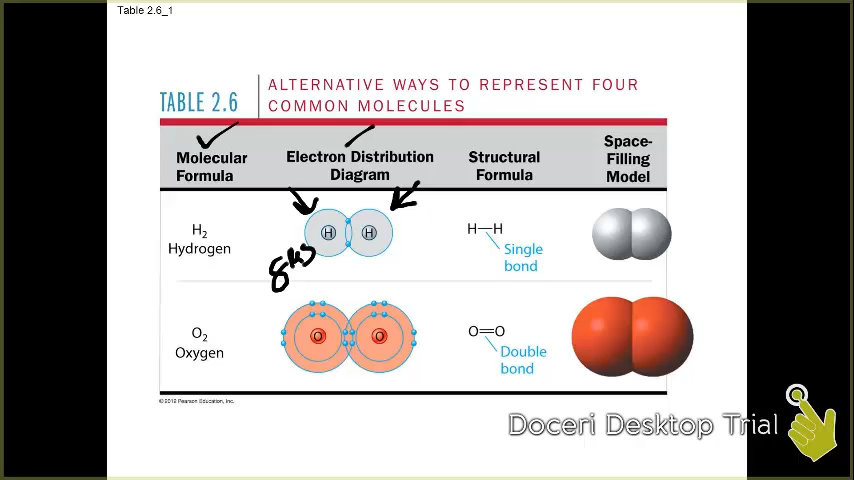 Table 2.6_1
TABLE 2.6
ALTERNATIVE WAYS TO REPRESENT FOUR
COMMON MOLECULES
Molecular
Formula
Electron Distribution
Diagram
Structural
Formula
Space-
Filling
Model
H₂
Hydrogen
H
H
H—H
Single
bond
O₂
Oxygen
O
O
O=O
Double
bond
© 2019 Pearson Education, Inc.
Doceri Desktop Trial